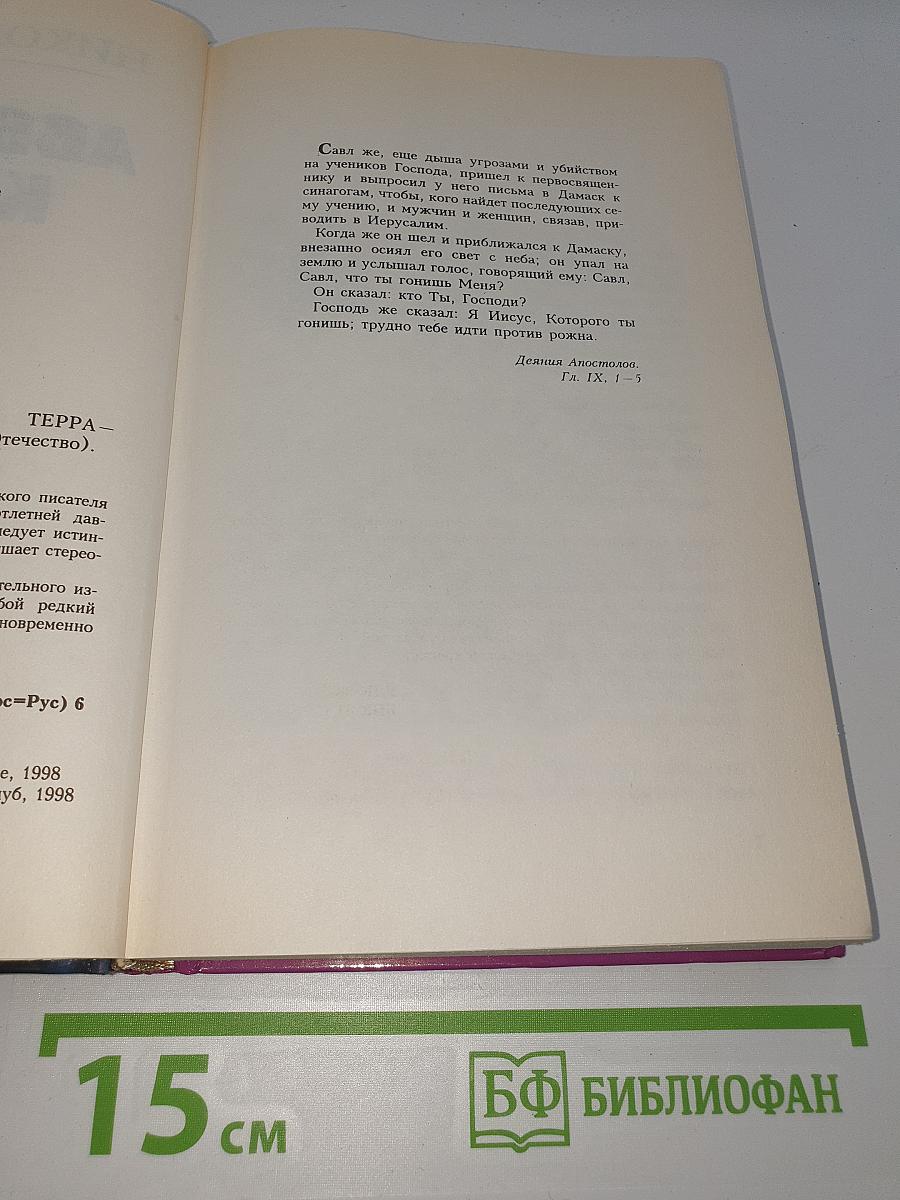 ТЕРРА—
течество).
кого писателя
отлетней дав-
ледует истин-
шает стерео-
тельного из-
бой редкий
новременно
ос=Рус) 6
е, 1998
луб, 1998
Савл же, еще дыша угрозами и убийством
на учеников Господа, пришел к первосвящен-
нику и выпросил у него письма в Дамаск к
синагогам, чтобы, кого найдет последующих се-
му учению, и мужчин и женщин, связав, при-
водить в Иерусалим.
Когда же он шел и приближался к Дамаску,
внезапно осиял его свет с неба; он упал на
землю и услышал голос, говорящий ему: Савл,
Савл, что ты гонишь Меня?
Он сказал: кто Ты, Господи?
Господь же сказал: Я Иисус, Которого ты
гонишь; трудно тебе идти против рожна.
Деяния Апостолов.
Гл. IX, 1—5
15 см
БФ БИБЛИОФАН